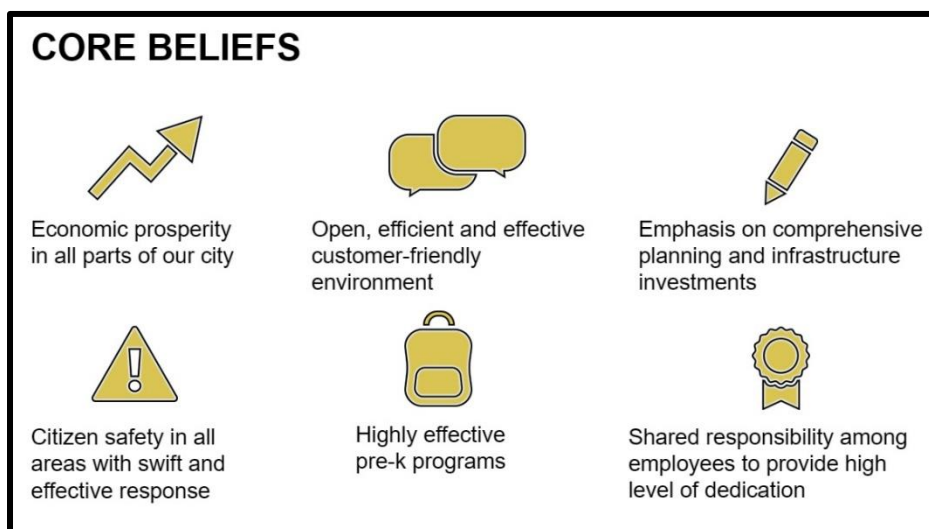 CORE BELIEFS
Economic prosperity
in all parts of our city
Open, efficient and effective
customer-friendly
environment
Emphasis on comprehensive
planning and infrastructure
investments
Citizen safety in all
areas with swift and
effective response
Highly effective
pre-k programs
Shared responsibility among
employees to provide high
level of dedication